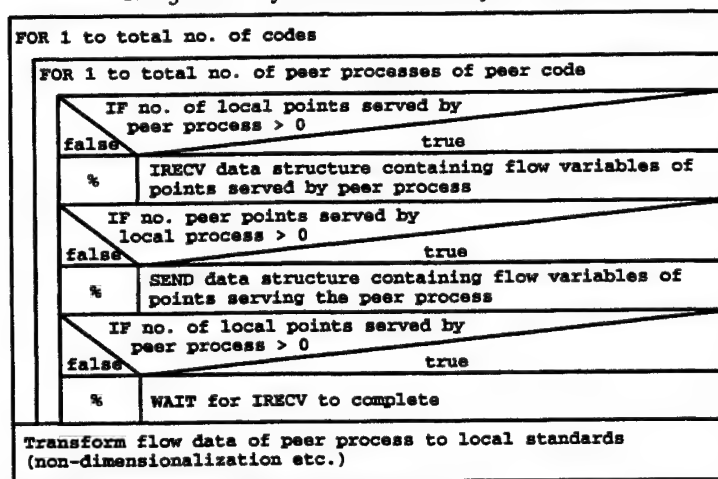 FOR 1 to total no. of codes
FOR 1 to total no. of peer processes of peer code
IF no. of local points served by
peer process > 0
false
true
%
IRECV data structure containing flow variables of
points served by peer process
IF no. peer points served by
local process > 0
false
true
%
SEND data structure containing flow variables of
points serving the peer process
IF no. of local points served by
peer process > 0
false
true
%
WAIT for IRECV to complete
Transform flow data of peer process to local standards
(non-dimensionalization etc.)